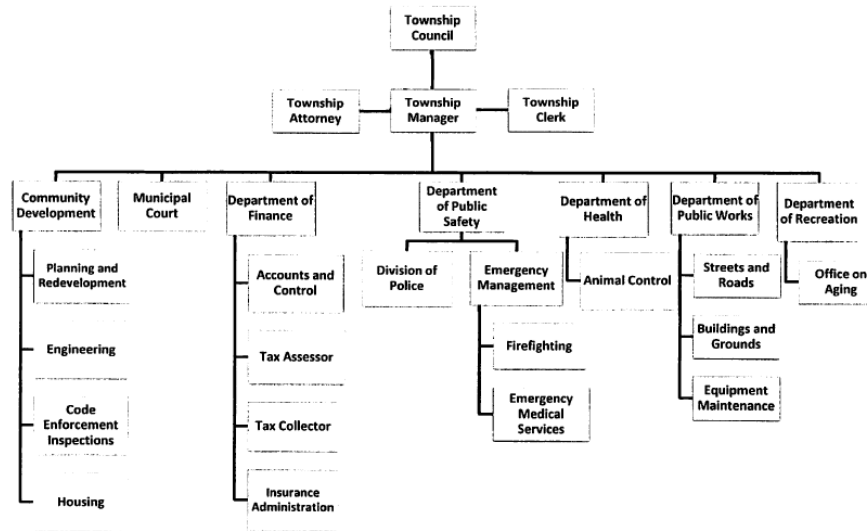 Township
Council
Township
Attorney
Township
Manager
Township
Clerk
Community
Development
Municipal
Court
Department of
Finance
Department
of Public
Safety
Department
of Health
Department of
Public Works
Department
of Recreation
Planning and
Redevelopment
Engineering
Code
Enforcement
Inspections
Housing
Accounts and
Control
Tax Assessor
Tax Collector
Insurance
Administration
Division of
Police
Emergency
Management
Firefighting
Emergency
Medical
Services
Animal Control
Streets and
Roads
Buildings and
Grounds
Equipment
Maintenance
Office on
Aging